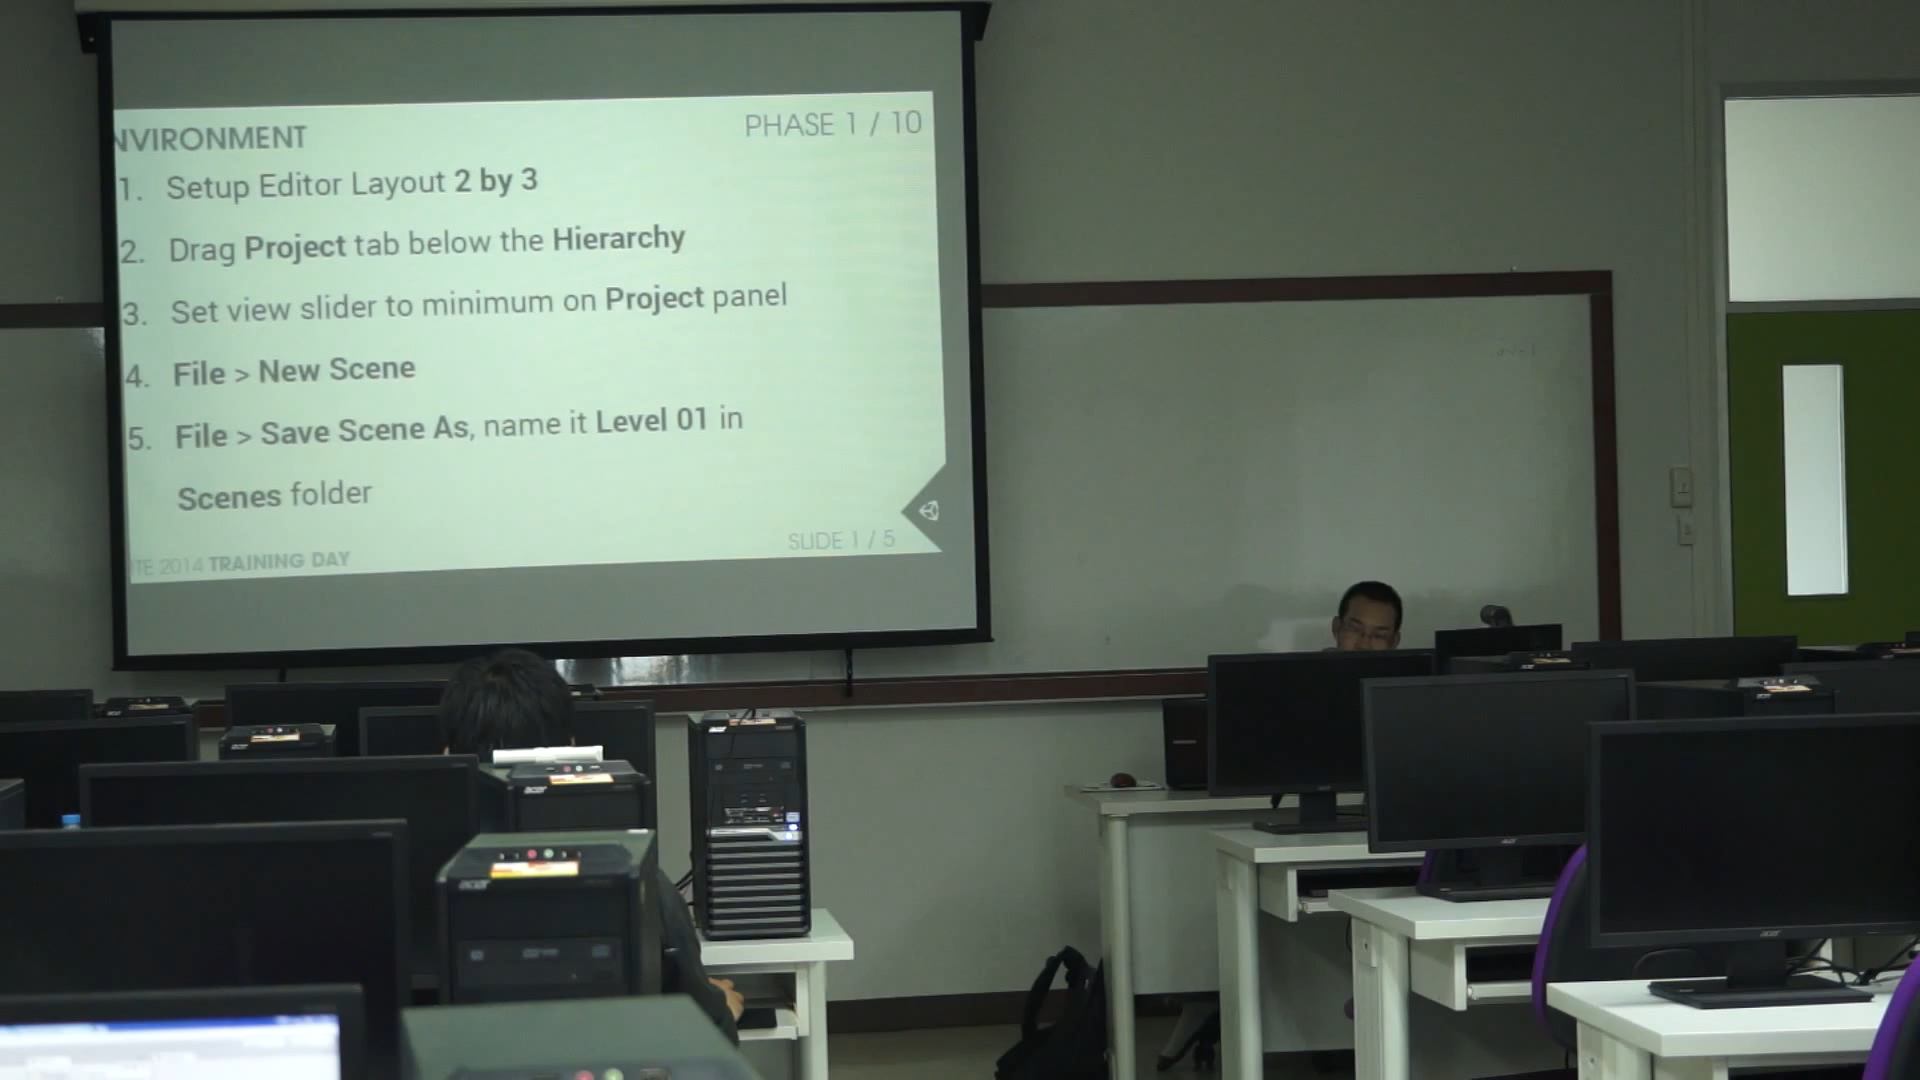 NVIRONMENT
PHASE 1 / 10
1. Setup Editor Layout 2 by 3
2. Drag Project tab below the Hierarchy
3. Set view slider to minimum on Project panel
4. File > New Scene
5. File > Save Scene As, name it Level 01 in
Scenes folder
SLIDE 1 / 5
TE 2014 TRAINING DAY
acer
acer
acer
acer